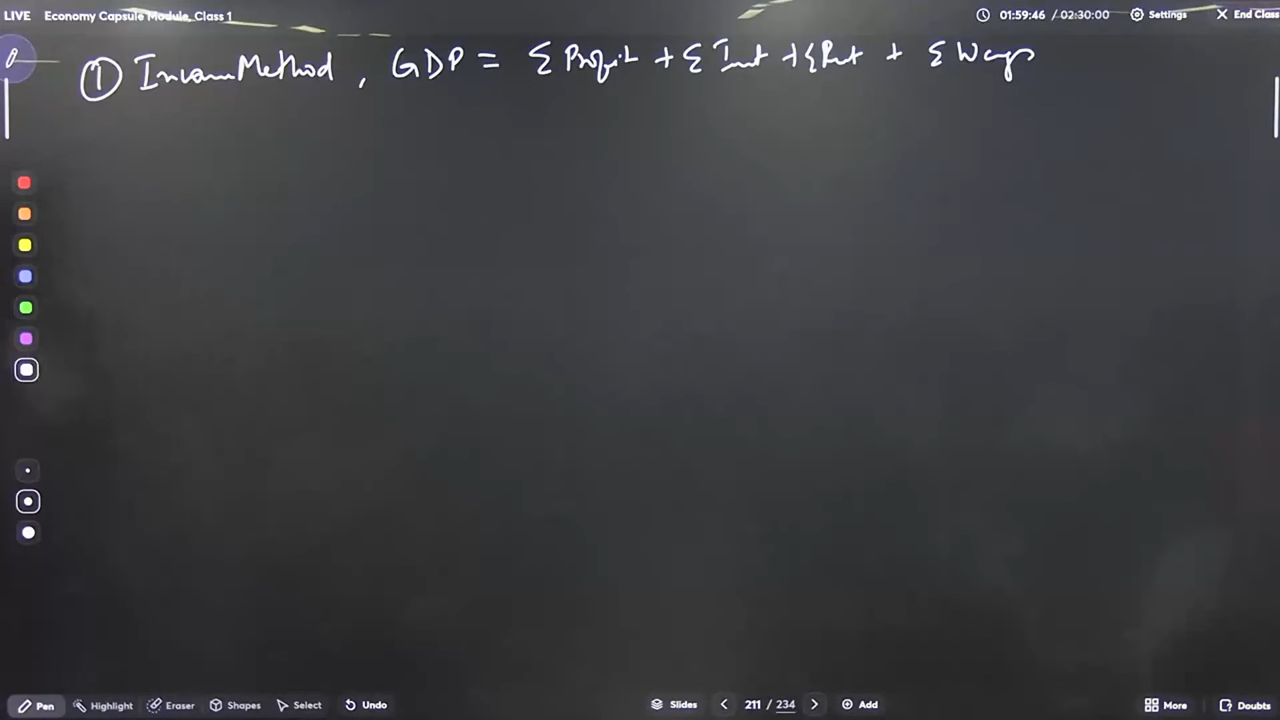 LIVE Economy Capsule Module, Class 1 01:59:46 / 02:30:00 Settings End Class
① Income Method, GDP = Σ Profit + Σ Int + Σ Rent + Σ Wages
Pen Highlight Eraser Shapes Select Undo Slides 211 / 234 Add More Doubts